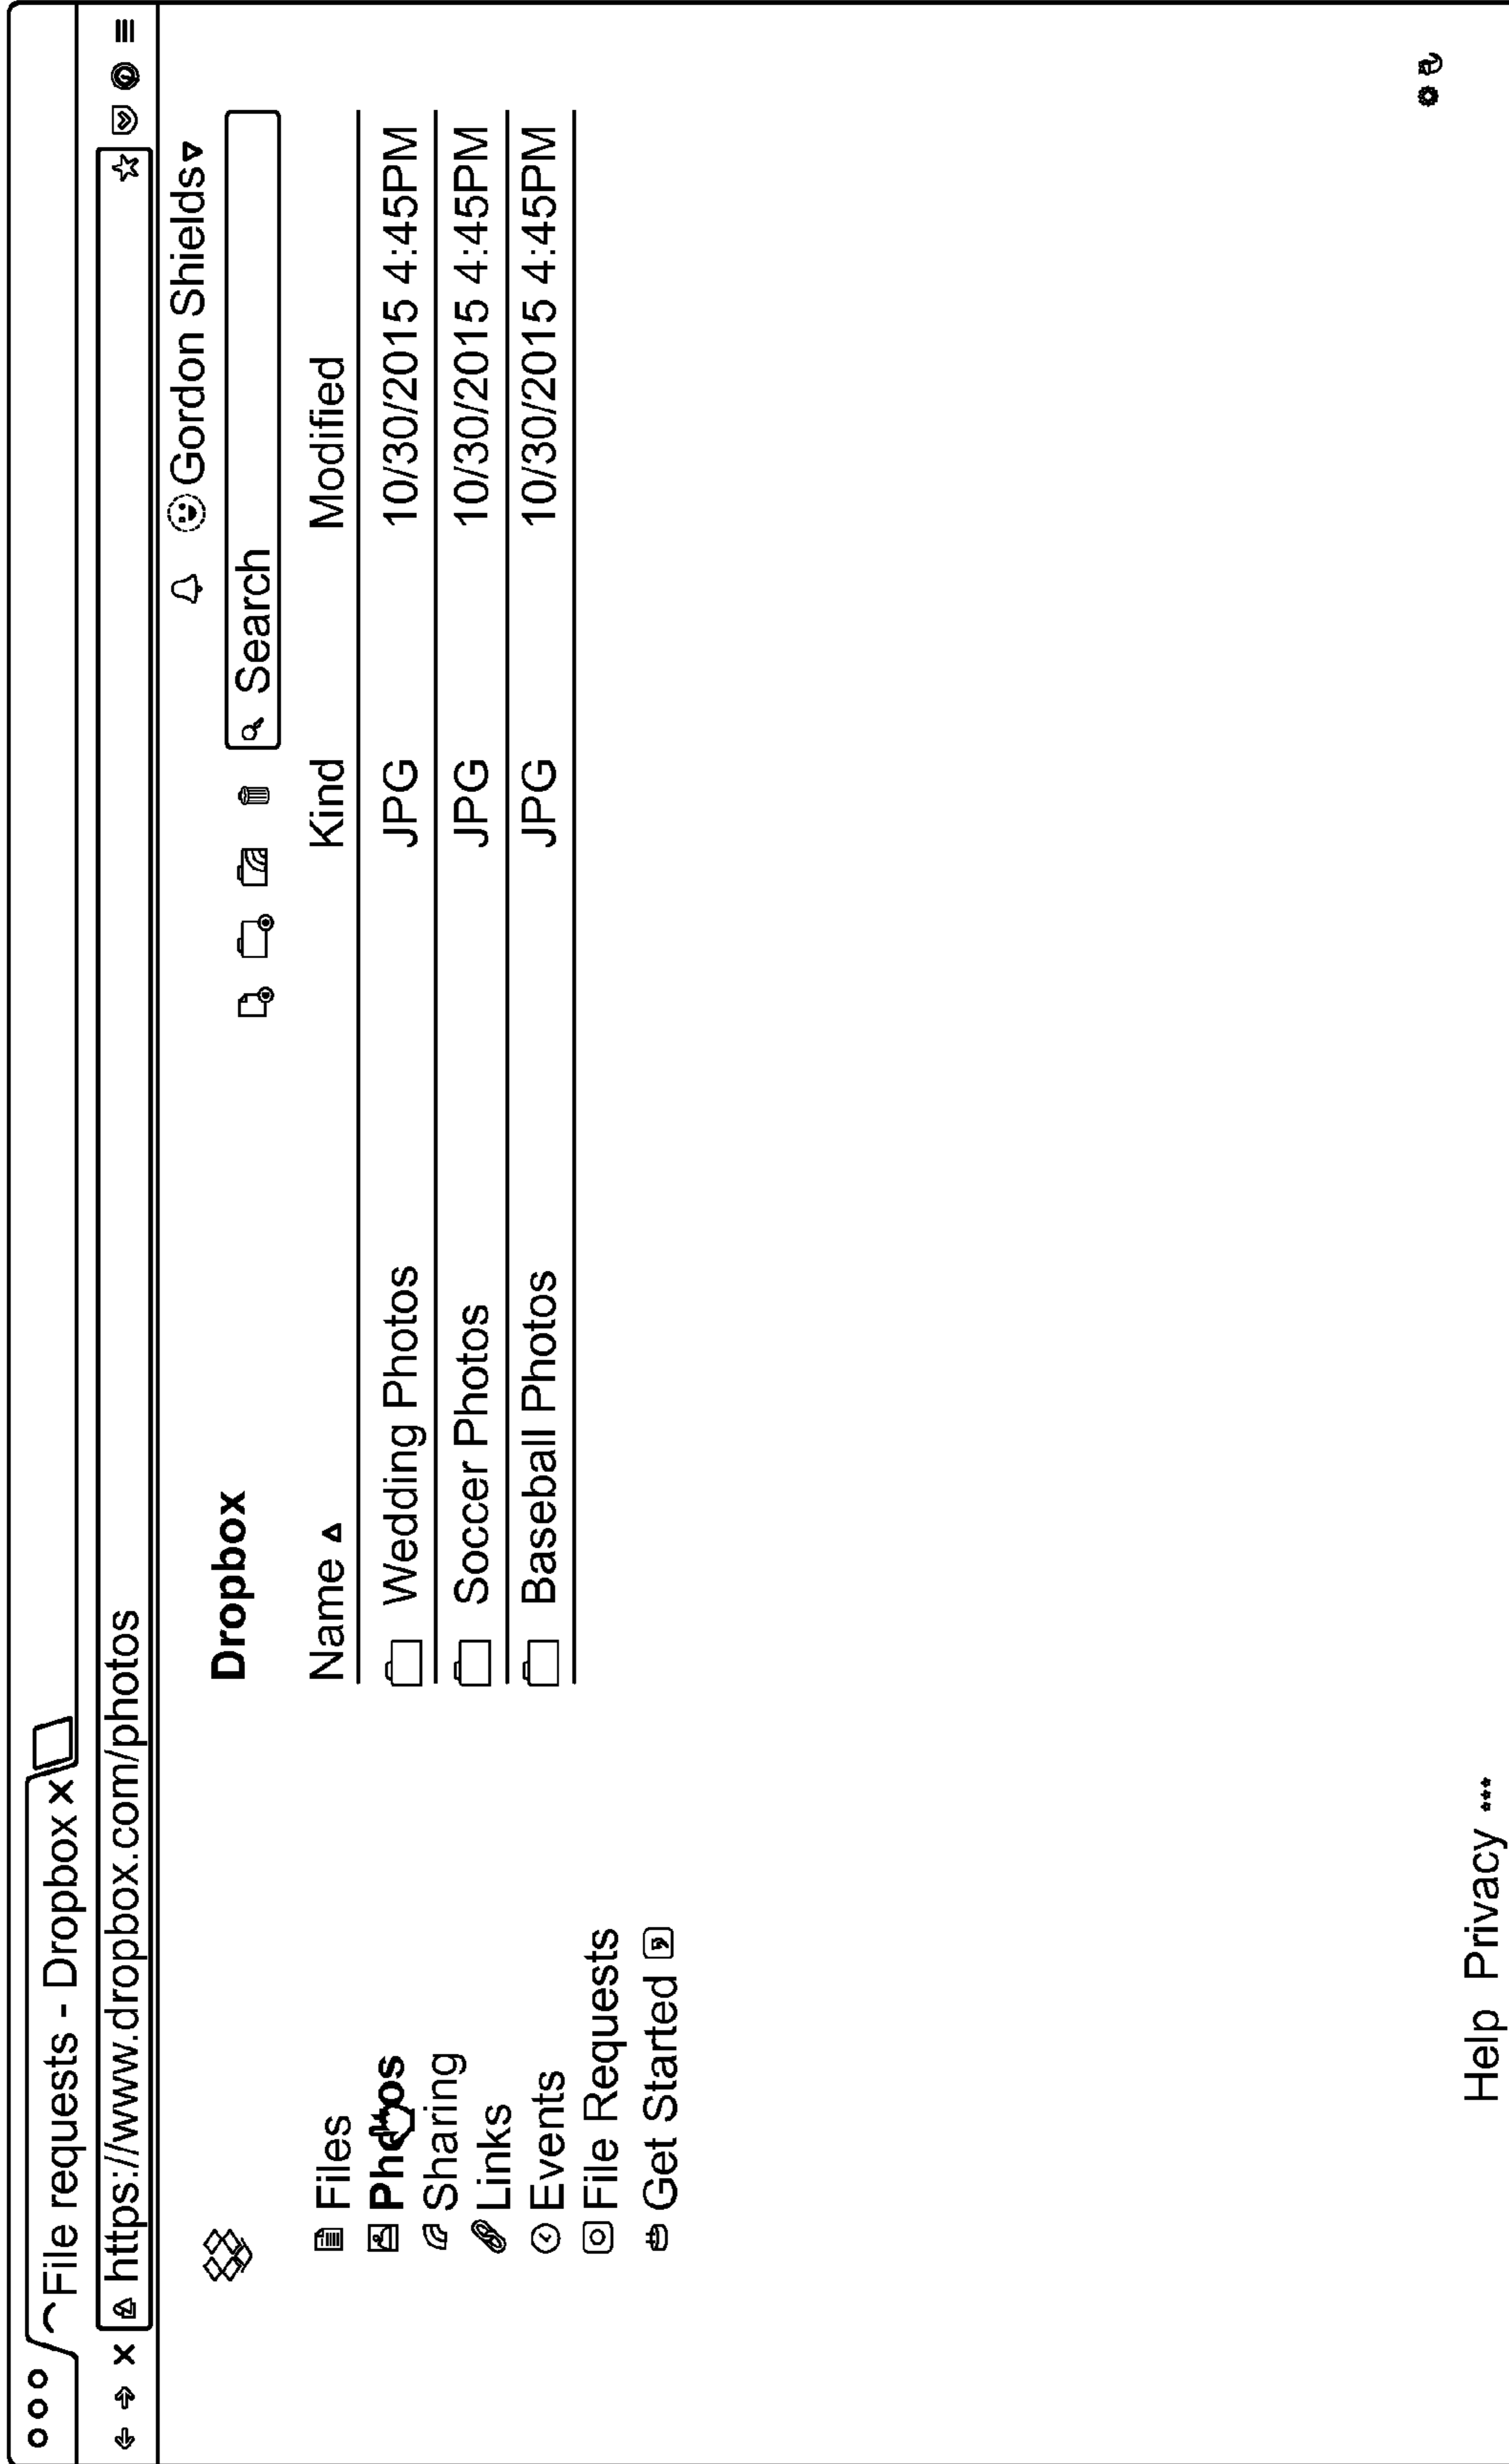 File requests - Dropbox
https://www.dropbox.com/photos
Gordon Shields
Dropbox
Search
Name Kind Modified
Wedding Photos JPG 10/30/2015 4:45PM
Soccer Photos JPG 10/30/2015 4:45PM
Baseball Photos JPG 10/30/2015 4:45PM
Files
Photos
Sharing
Links
Events
File Requests
Get Started
Help Privacy